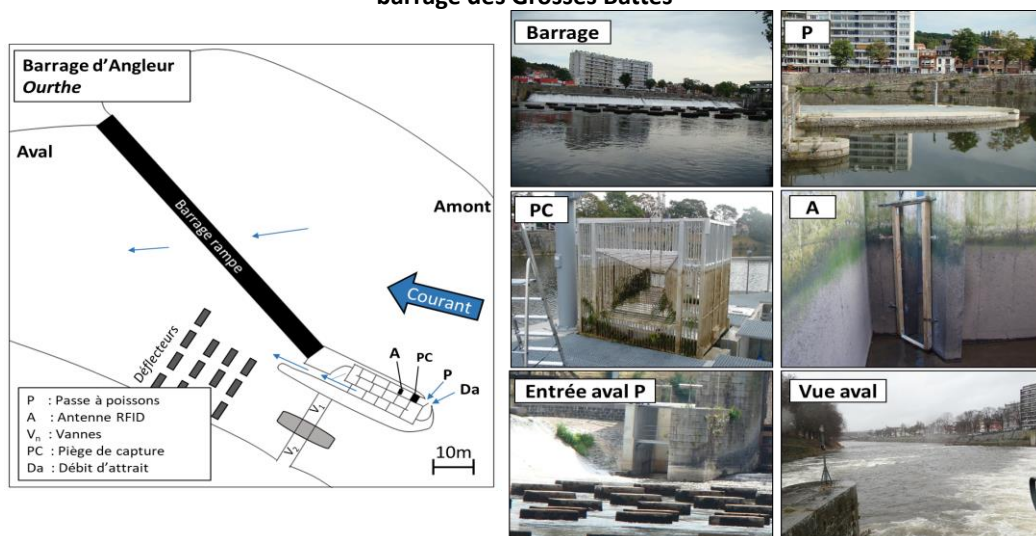 barrage des Grosses Battes
Barrage d'Angleur
Ourthe
Aval
Amont
Barrage rampe
Courant
Déflecteurs
A
PC
P
Da
V1
V2
P : Passe à poissons
A : Antenne RFID
Vn : Vannes
PC : Piège de capture
Da : Débit d'attrait
10m
Barrage
P
PC
A
Entrée aval P
Vue aval